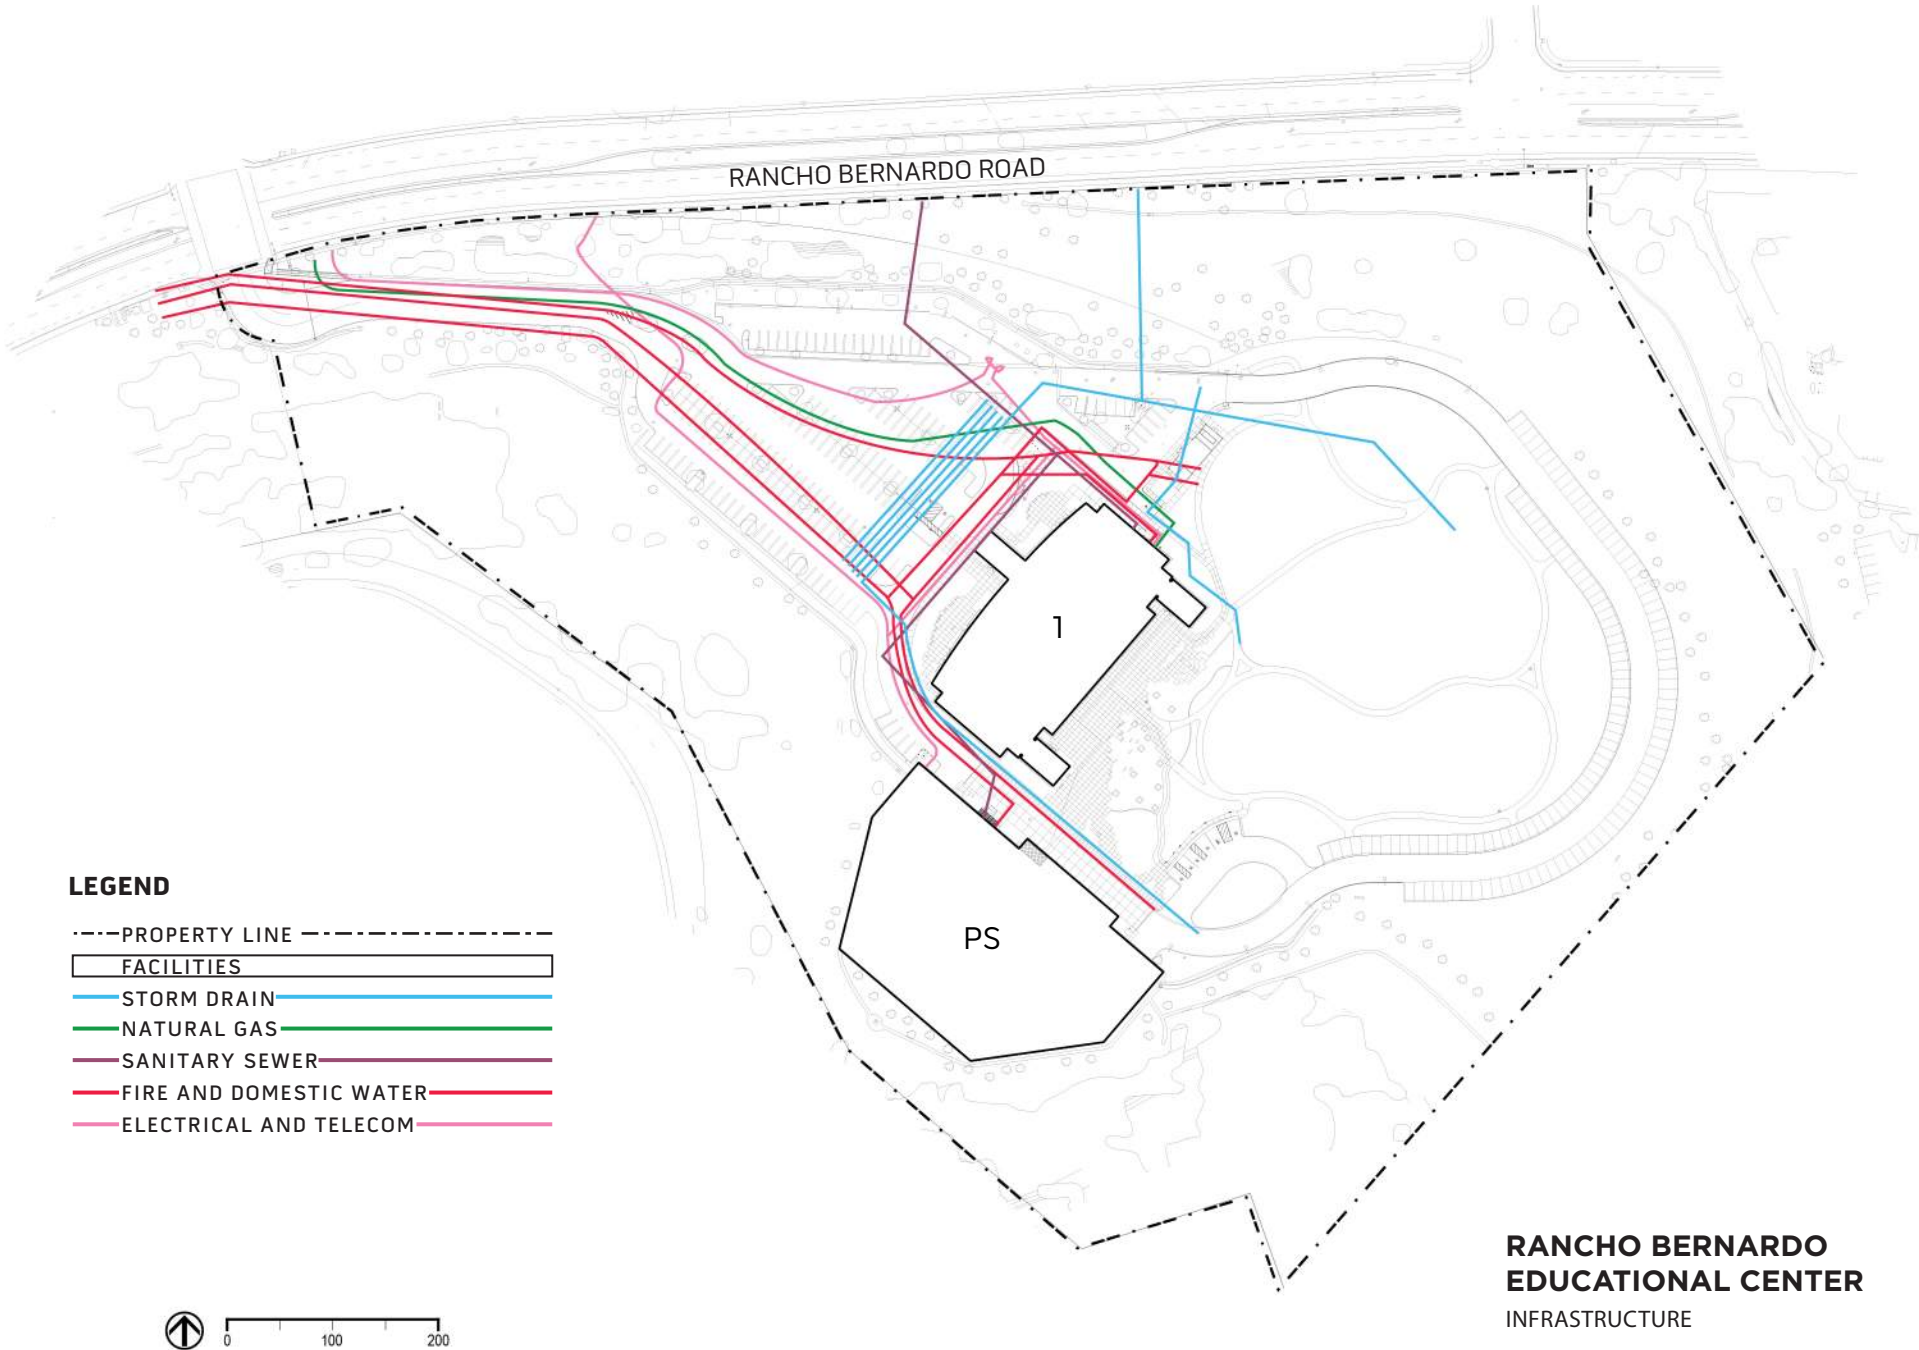 RANCHO BERNARDO ROAD
1
PS
LEGEND
PROPERTY LINE
FACILITIES
STORM DRAIN
NATURAL GAS
SANITARY SEWER
FIRE AND DOMESTIC WATER
ELECTRICAL AND TELECOM
0 100 200
RANCHO BERNARDO
EDUCATIONAL CENTER
INFRASTRUCTURE